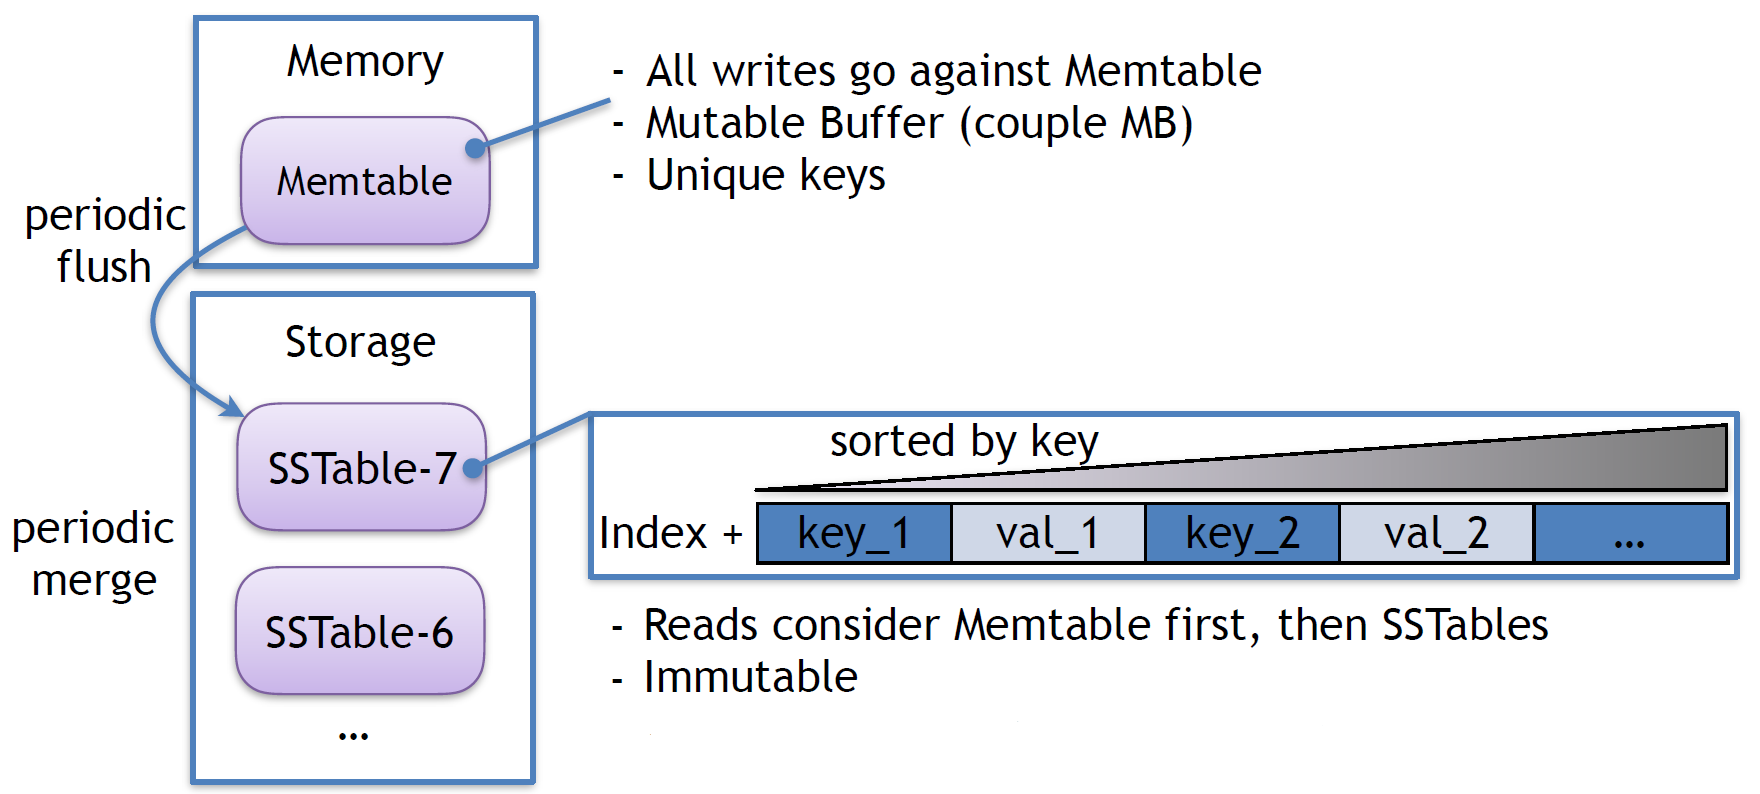 Memory
Memtable
- All writes go against Memtable
- Mutable Buffer (couple MB)
- Unique keys
periodic
flush
Storage
SSTable-7
sorted by key
Index + key_1 val_1 key_2 val_2 ...
periodic
merge
SSTable-6
...
- Reads consider Memtable first, then SSTables
- Immutable